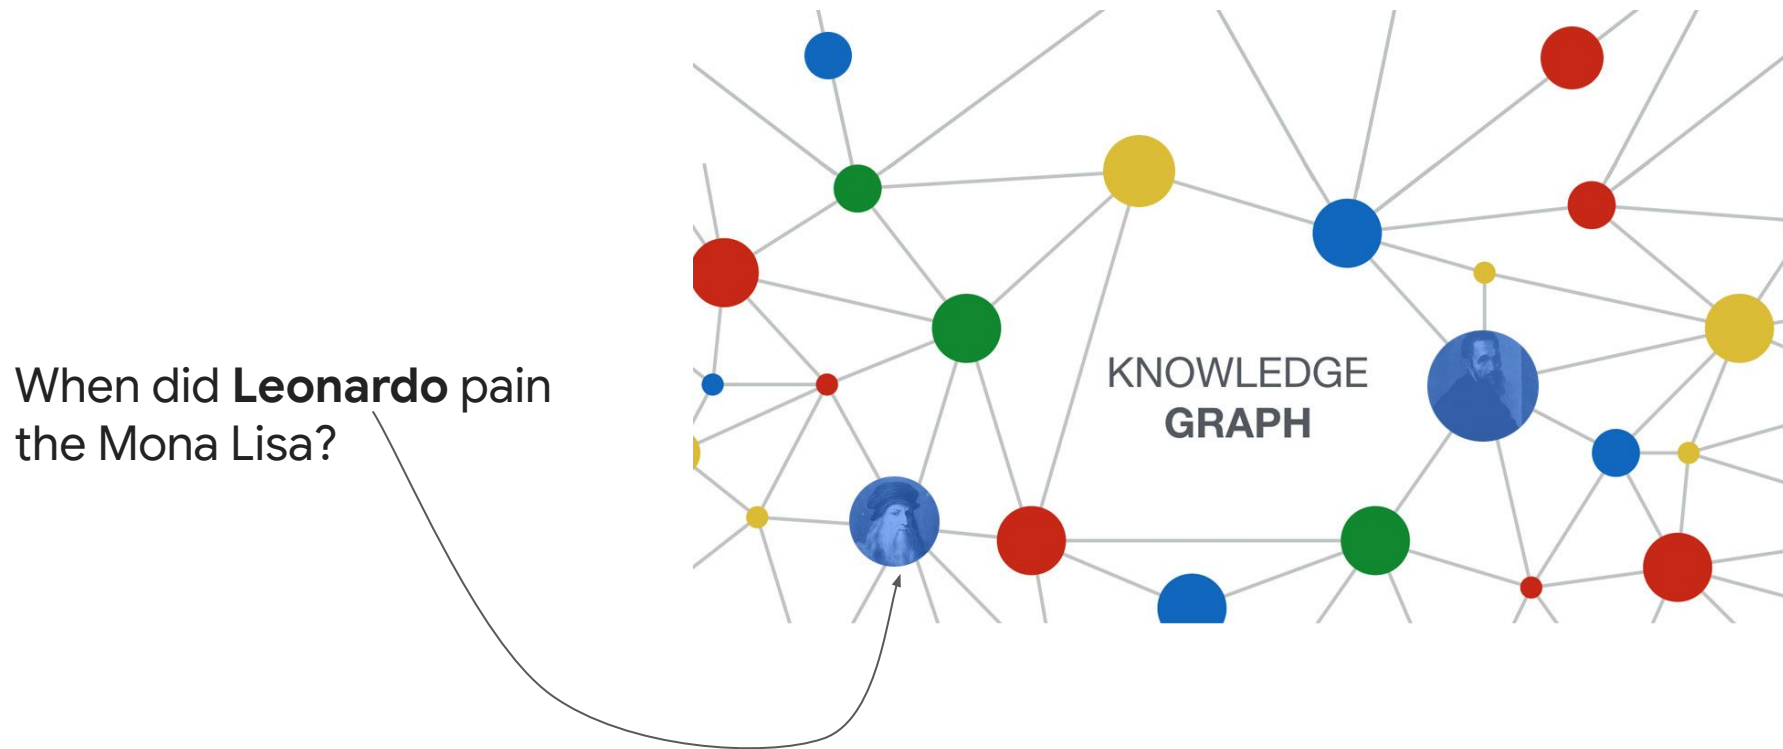 When did Leonardo pain
the Mona Lisa?
KNOWLEDGE
GRAPH